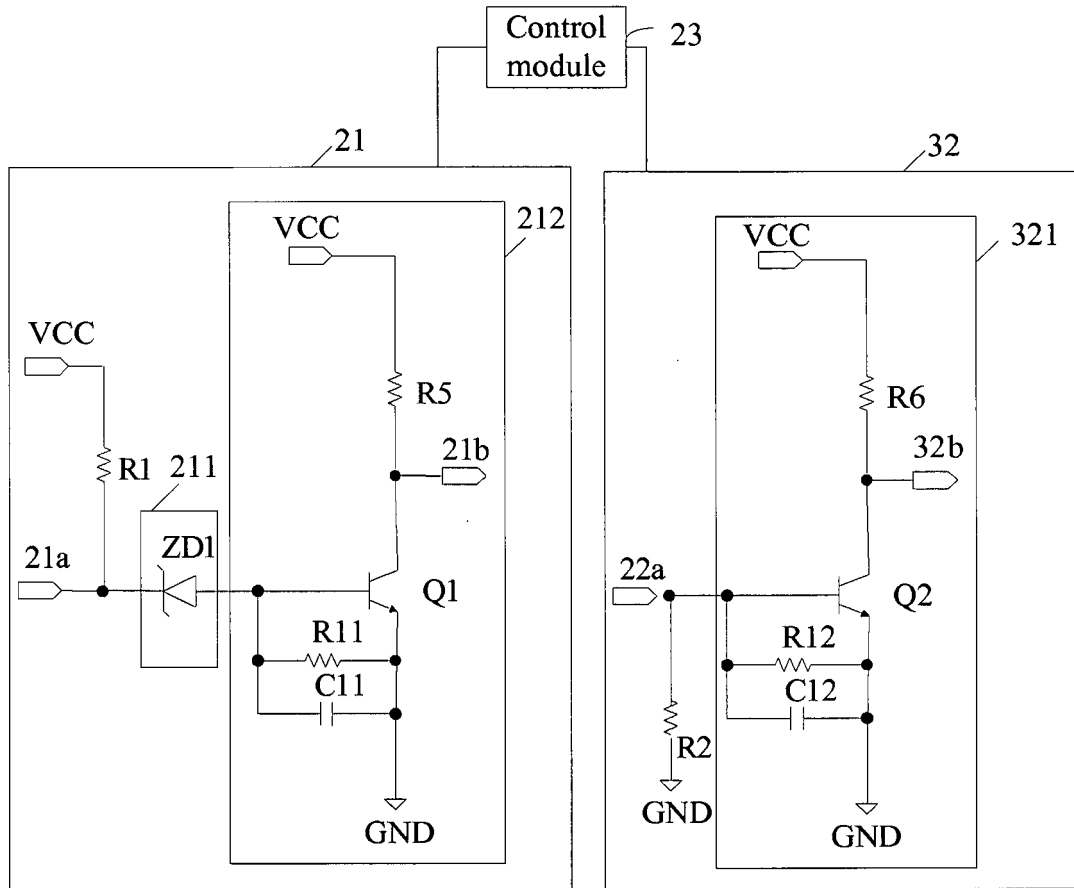 Control
module
23
21
32
VCC
212
VCC
321
VCC
R5
R6
R1
211
21b
32b
21a
ZD1
Q1
22a
Q2
R11
R12
C11
C12
R2
GND
GND
GND